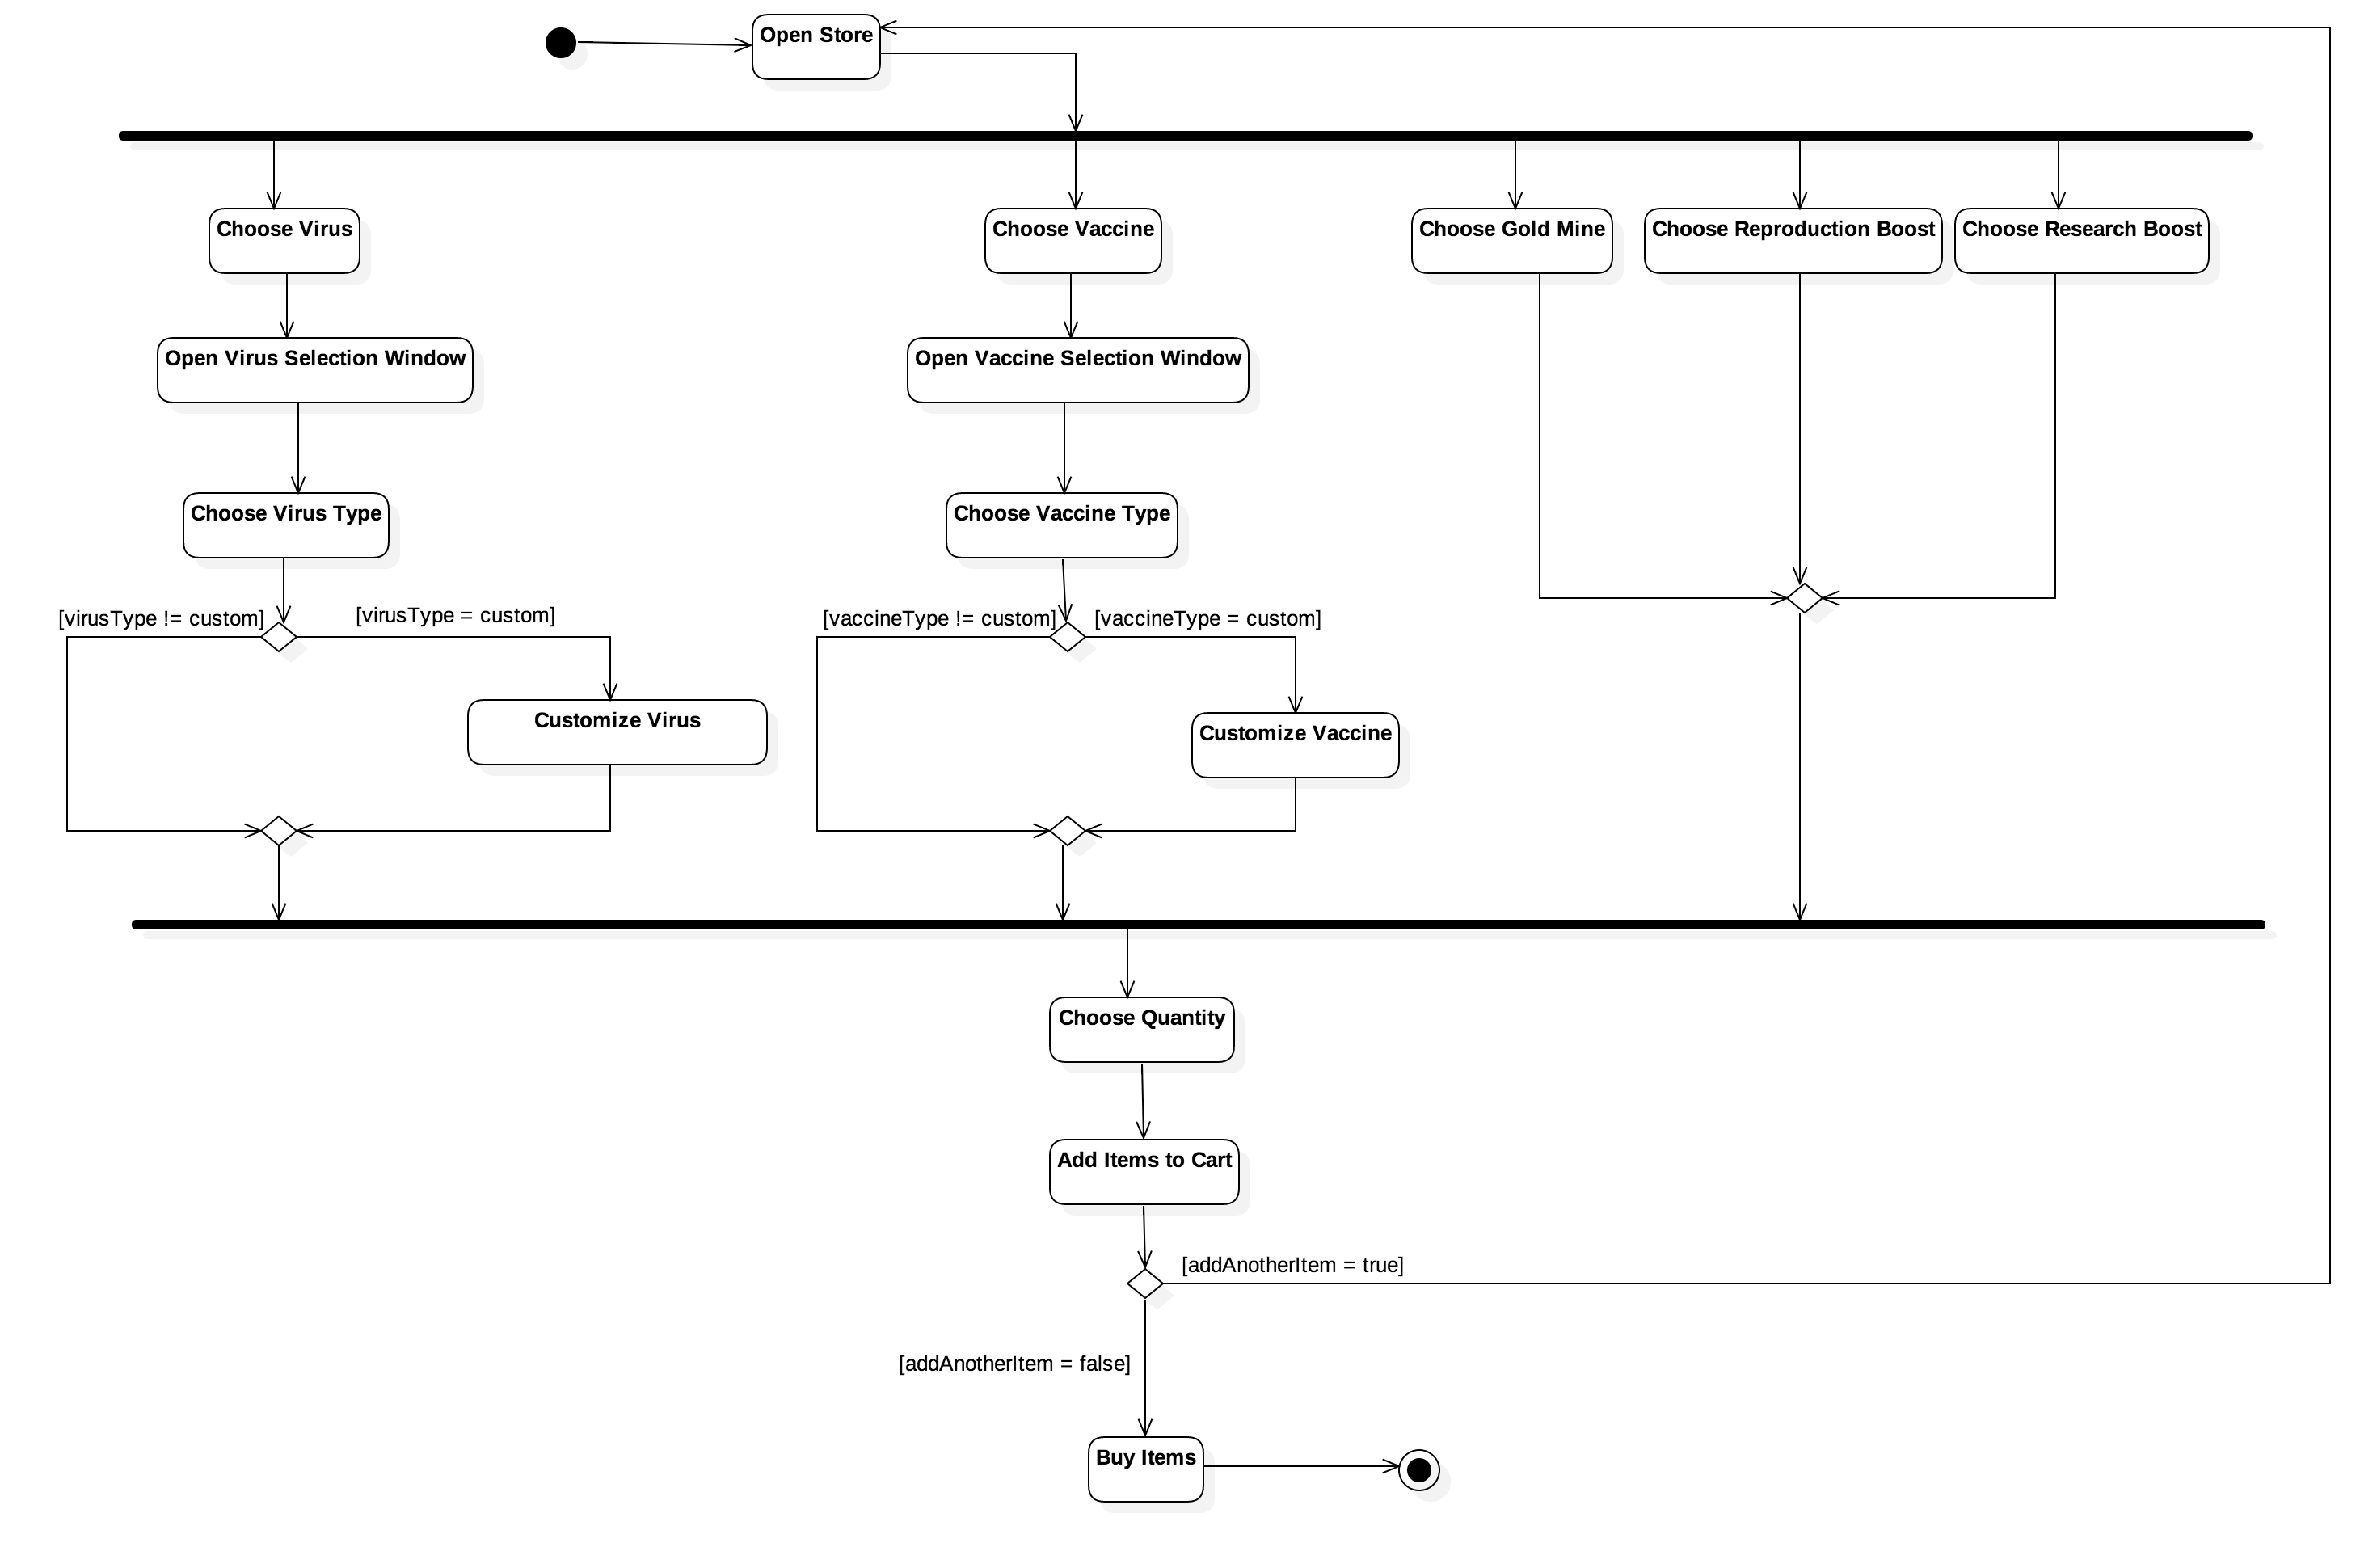 Open Store
Choose Virus
Choose Vaccine
Choose Gold Mine
Choose Reproduction Boost
Choose Research Boost
Open Virus Selection Window
Open Vaccine Selection Window
Choose Virus Type
Choose Vaccine Type
[virusType != custom]
[virusType = custom]
[vaccineType != custom]
[vaccineType = custom]
Customize Virus
Customize Vaccine
Choose Quantity
Add Items to Cart
[addAnotherItem = true]
[addAnotherItem = false]
Buy Items